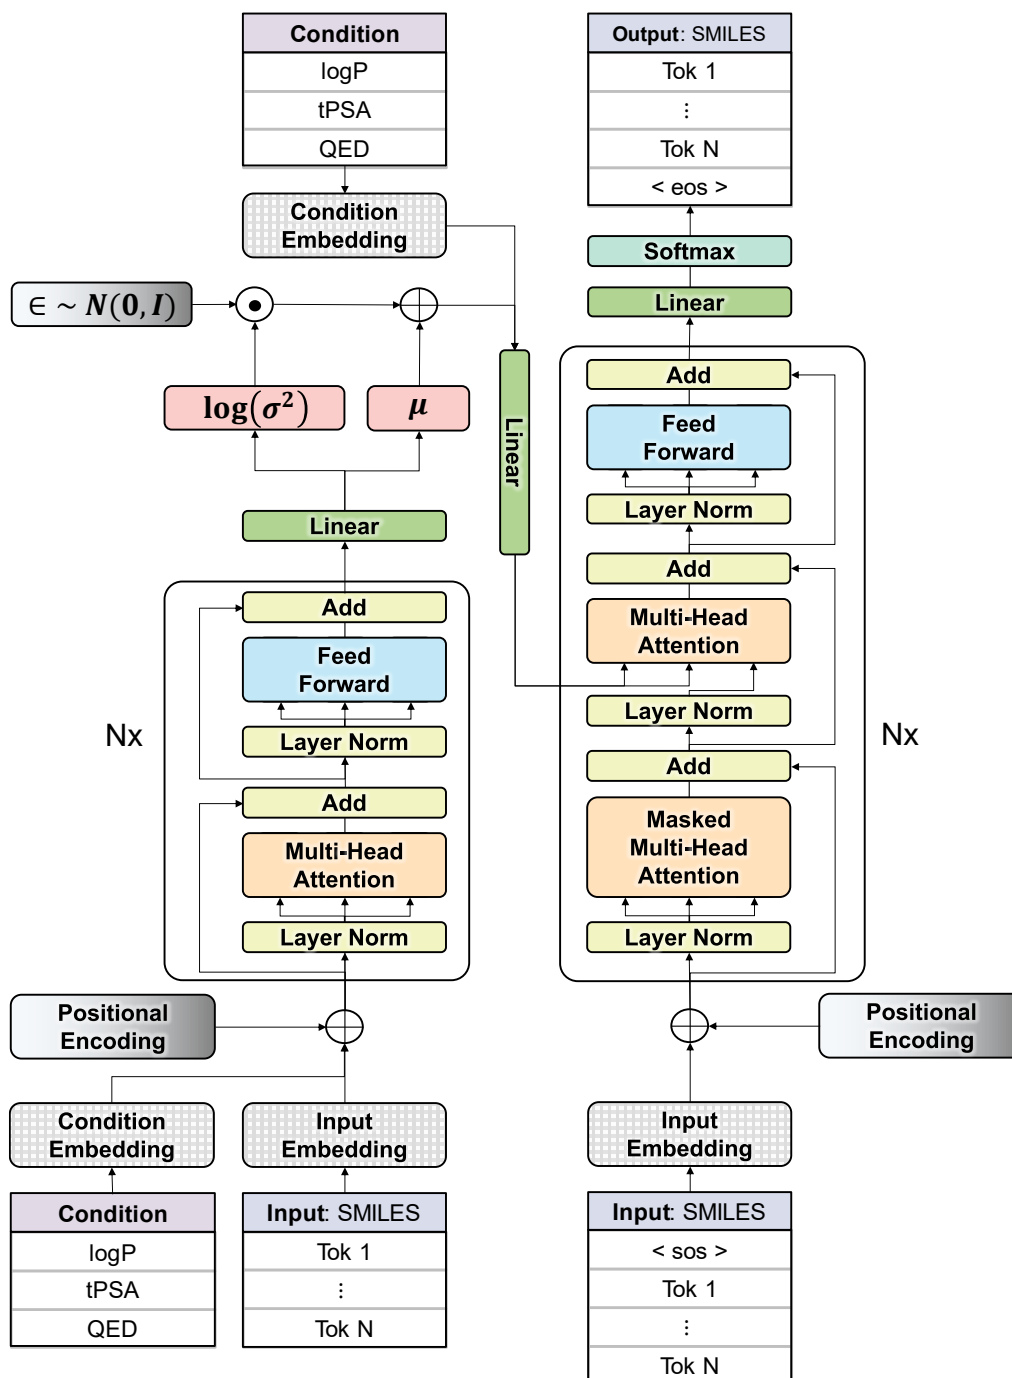 Condition
logP
tPSA
QED
Condition
Embedding
∈ ~ N(0, I)
log(σ²)
μ
Linear
Linear
Add
Feed
Forward
Layer Norm
Add
Multi-Head
Attention
Layer Norm
Nx
Positional
Encoding
Condition
Embedding
Input
Embedding
Condition
logP
tPSA
QED
Input: SMILES
Tok 1
⋮
Tok N
Output: SMILES
Tok 1
⋮
Tok N
< eos >
Softmax
Linear
Add
Feed
Forward
Layer Norm
Add
Multi-Head
Attention
Layer Norm
Add
Masked
Multi-Head
Attention
Layer Norm
Nx
Positional
Encoding
Input
Embedding
Input: SMILES
< sos >
Tok 1
⋮
Tok N